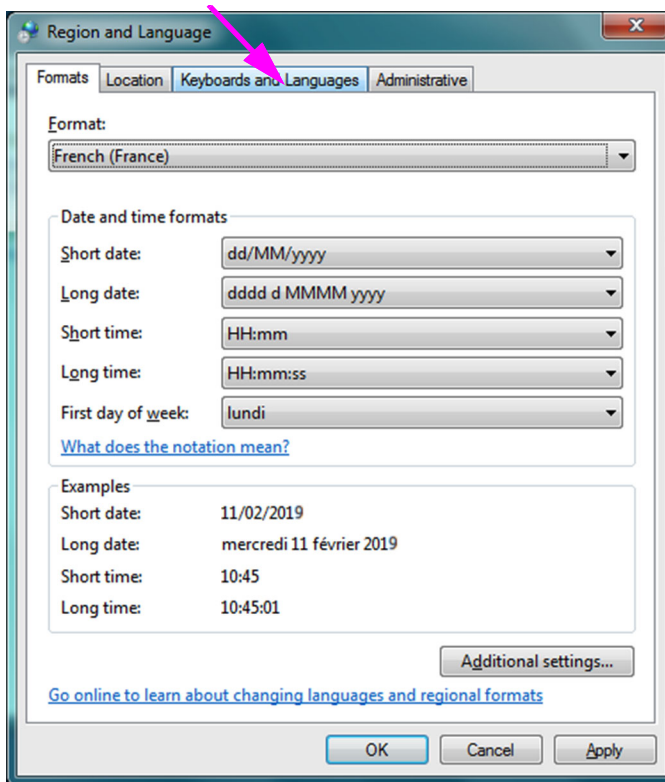 Region and Language
Formats Location Keyboards and Languages Administrative
Format:
French (France)
Date and time formats
Short date: dd/MM/yyyy
Long date: dddd d MMMM yyyy
Short time: HH:mm
Long time: HH:mm:ss
First day of week: lundi
What does the notation mean?
Examples
Short date: 11/02/2019
Long date: mercredi 11 février 2019
Short time: 10:45
Long time: 10:45:01
Additional settings...
Go online to learn about changing languages and regional formats
OK Cancel Apply